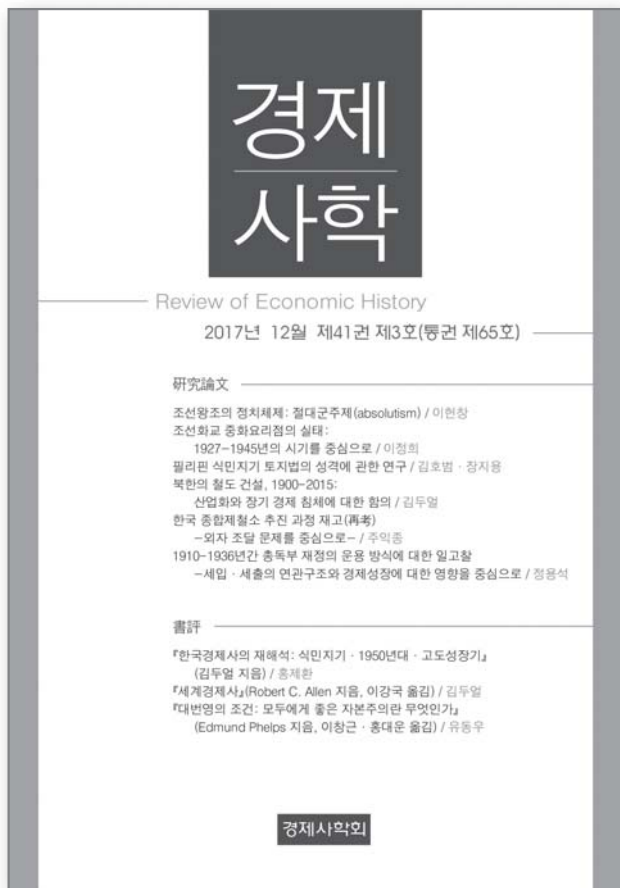 경제
사학
Review of Economic History
2017년 12월 제41권 제3호(통권 제65호)
研究論文
조선왕조의 정치체제: 절대군주제(absolutism) / 이헌창
조선화교 중화요리점의 실태:
1927-1945년의 시기를 중심으로 / 이정희
필리핀 식민지기 토지법의 성격에 관한 연구 / 김호범 · 장지용
북한의 철도 건설, 1900-2015:
산업화와 장기 경제 침체에 대한 함의 / 김두얼
한국 종합제철소 추진 과정 재고(再考)
-외자 조달 문제를 중심으로- / 주익종
1910-1936년간 총독부 재정의 운용 방식에 대한 일고찰
-세입 · 세출의 연관구조와 경제성장에 대한 영향을 중심으로 / 정용석
書評
『한국경제사의 재해석: 식민지기 · 1950년대 · 고도성장기』
(김두얼 지음) / 홍제환
『세계경제사』(Robert C. Allen 지음, 이강국 옮김) / 김두얼
『대번영의 조건: 모두에게 좋은 자본주의란 무엇인가』
(Edmund Phelps 지음, 이창근 · 홍대운 옮김) / 유동우
경제사학회